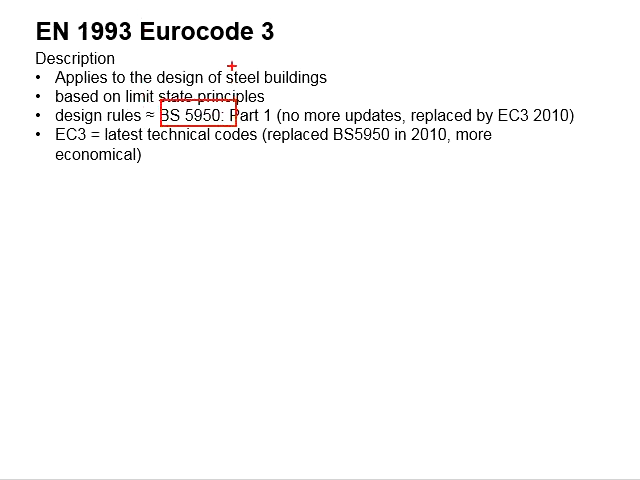 EN 1993 Eurocode 3
Description
• Applies to the design of steel buildings
• based on limit state principles
• design rules ≈ BS 5950: Part 1 (no more updates, replaced by EC3 2010)
• EC3 = latest technical codes (replaced BS5950 in 2010, more
economical)